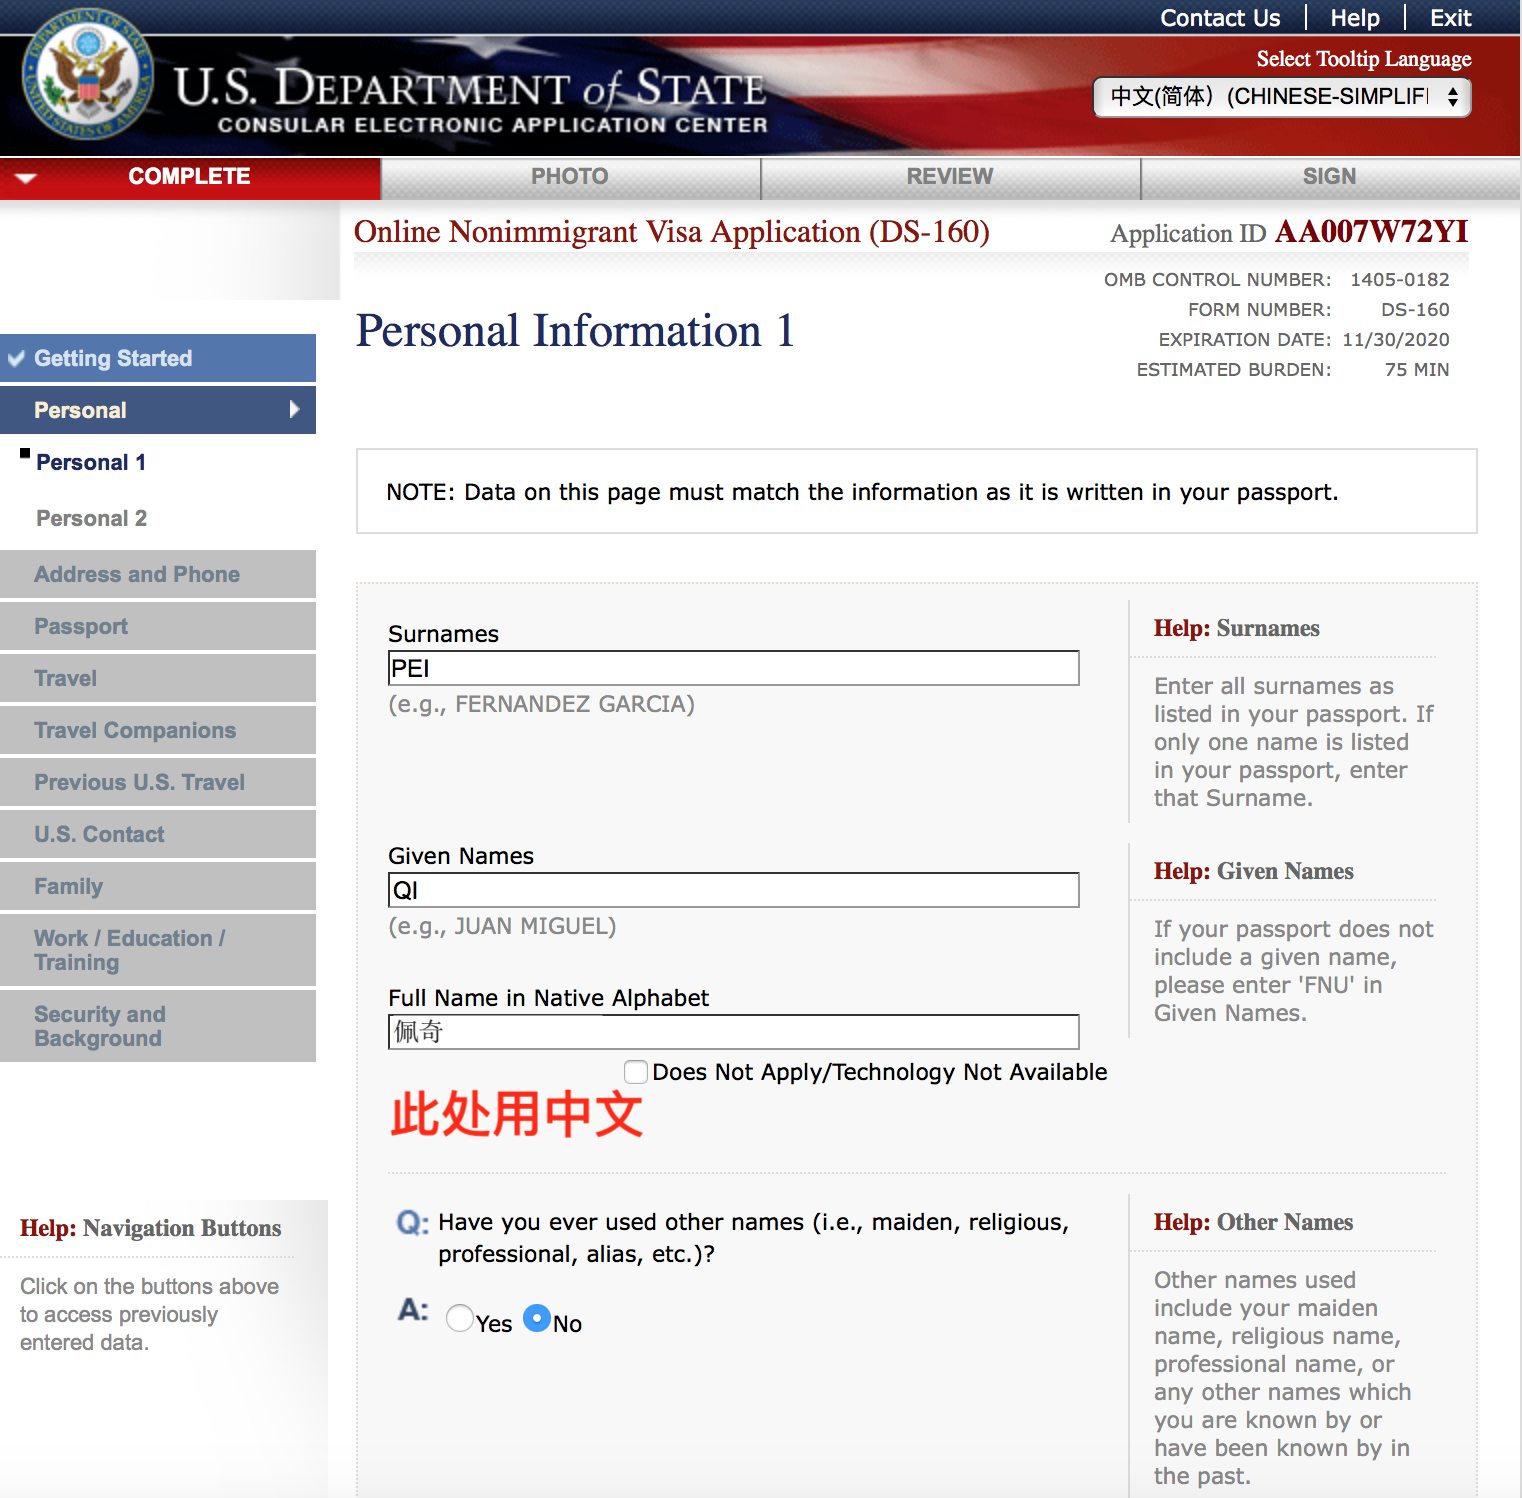 Contact Us | Help | Exit
Select Tooltip Language
中文(简体) (CHINESE-SIMPLIFI
U.S. DEPARTMENT of STATE
CONSULAR ELECTRONIC APPLICATION CENTER
COMPLETE PHOTO REVIEW SIGN
Online Nonimmigrant Visa Application (DS-160)
Application ID AA007W72YI
OMB CONTROL NUMBER: 1405-0182
FORM NUMBER: DS-160
EXPIRATION DATE: 11/30/2020
ESTIMATED BURDEN: 75 MIN
Personal Information 1
Getting Started
Personal
Personal 1
Personal 2
Address and Phone
Passport
Travel
Travel Companions
Previous U.S. Travel
U.S. Contact
Family
Work / Education /
Training
Security and
Background
Help: Navigation Buttons
Click on the buttons above
to access previously
entered data.
NOTE: Data on this page must match the information as it is written in your passport.
Surnames
PEI
(e.g., FERNANDEZ GARCIA)
Help: Surnames
Enter all surnames as
listed in your passport. If
only one name is listed
in your passport, enter
that Surname.
Given Names
QI
(e.g., JUAN MIGUEL)
Help: Given Names
If your passport does not
include a given name,
please enter 'FNU' in
Given Names.
Full Name in Native Alphabet
佩奇
Does Not Apply/Technology Not Available
此处用中文
Q: Have you ever used other names (i.e., maiden, religious,
professional, alias, etc.)?
A: Yes No
Help: Other Names
Other names used
include your maiden
name, religious name,
professional name, or
any other names which
you are known by or
have been known by in
the past.